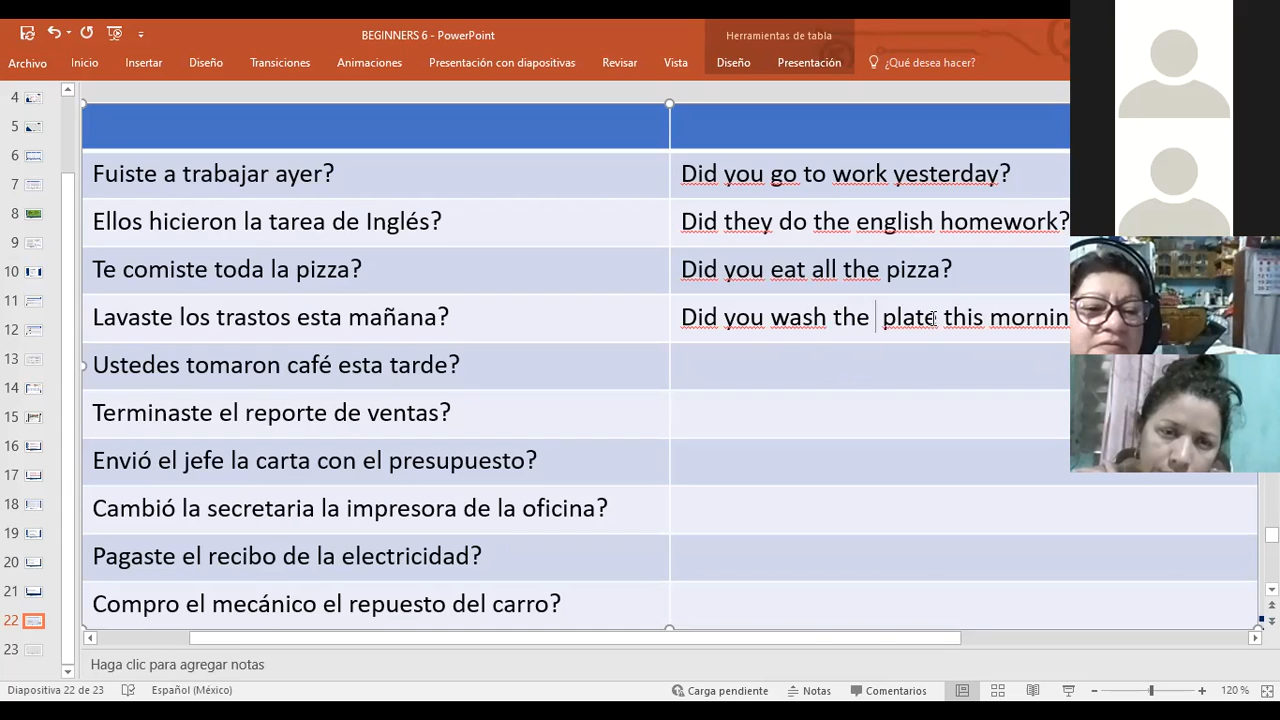 BEGINNERS 6 - PowerPoint
Herramientas de tabla
Archivo Inicio Insertar Diseño Transiciones Animaciones Presentación con diapositivas Revisar Vista Diseño Presentación ¿Qué desea hacer?
4
5
6
7
8
9
10
11
12
13
14
15
16
17
18
19
20
21
22
23
Fuiste a trabajar ayer? Did you go to work yesterday?
Ellos hicieron la tarea de Inglés? Did they do the english homework?
Te comiste toda la pizza? Did you eat all the pizza?
Lavaste los trastos esta mañana? Did you wash the plate this mornin
Ustedes tomaron café esta tarde?
Terminaste el reporte de ventas?
Envió el jefe la carta con el presupuesto?
Cambió la secretaria la impresora de la oficina?
Pagaste el recibo de la electricidad?
Compro el mecánico el repuesto del carro?
Haga clic para agregar notas
Diapositiva 22 de 23 Español (México) Carga pendiente Notas Comentarios 120 %